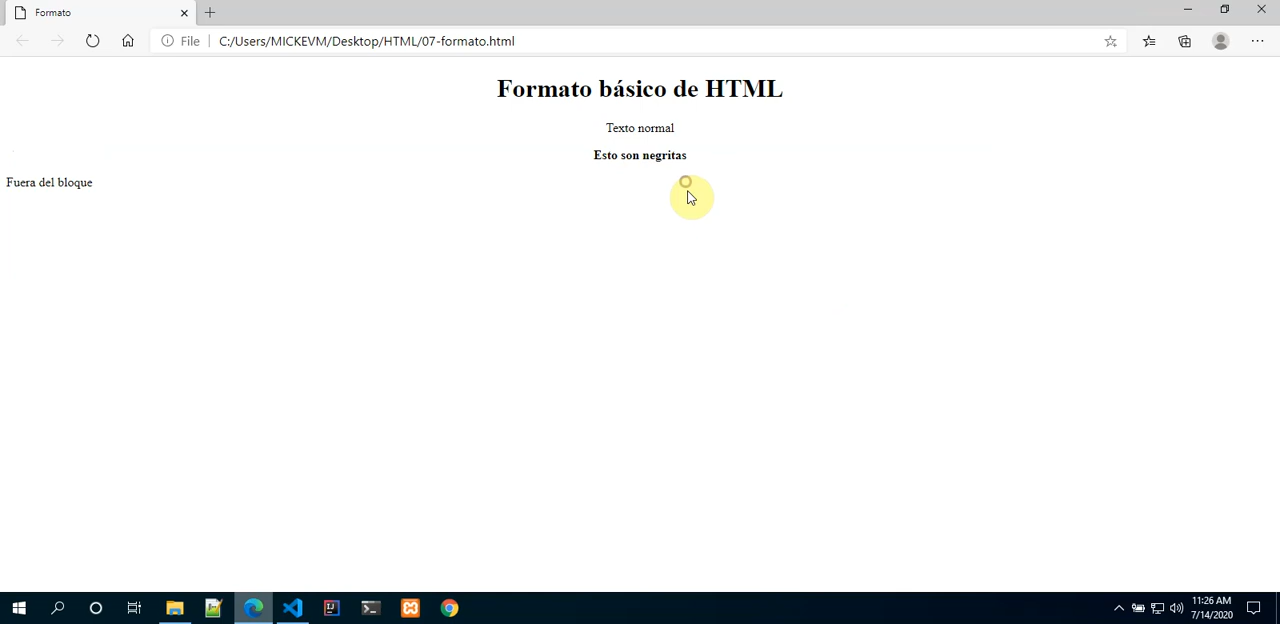 Formato
File
C:/Users/MICKEVM/Desktop/HTML/07-formato.html
Formato básico de HTML
Texto normal
Esto son negritas
Fuera del bloque
11:26 AM
7/14/2020